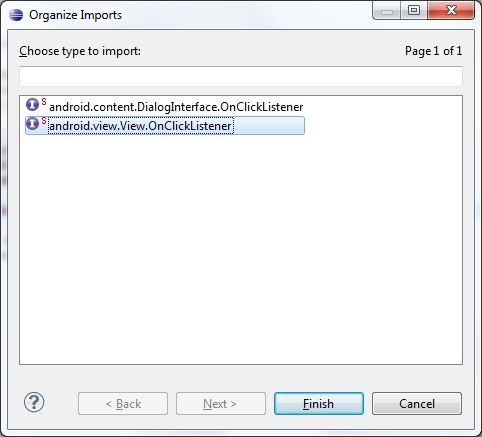 Organize Imports
Choose type to import: Page 1 of 1
S android.content.DialogInterface.OnClickListener
S android.view.View.OnClickListener
? < Back Next > Finish Cancel